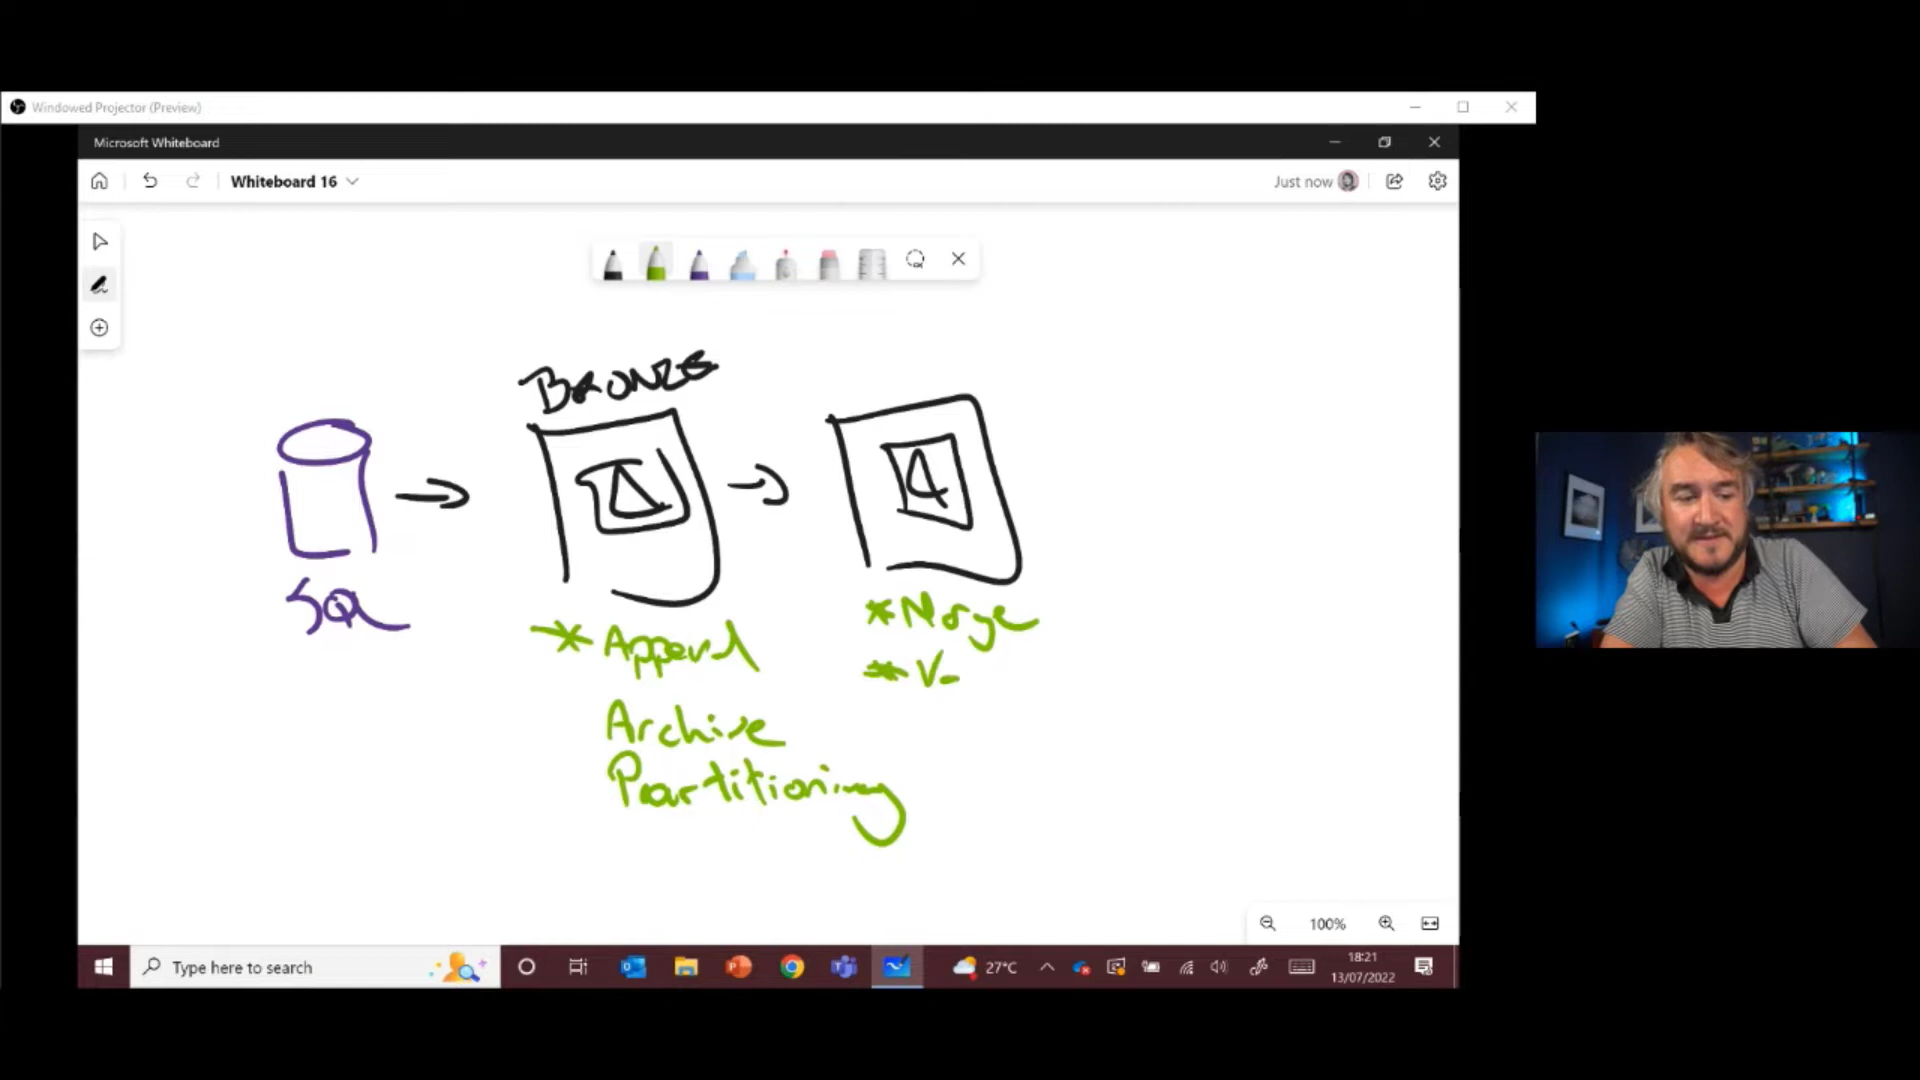 Windowed Projector (Preview)
Microsoft Whiteboard
Whiteboard 16
Just now
BRONZE
SQL
* Append
Archive
Partitioning
* Merge
* V
100%
Type here to search
27°C
18:21
13/07/2022